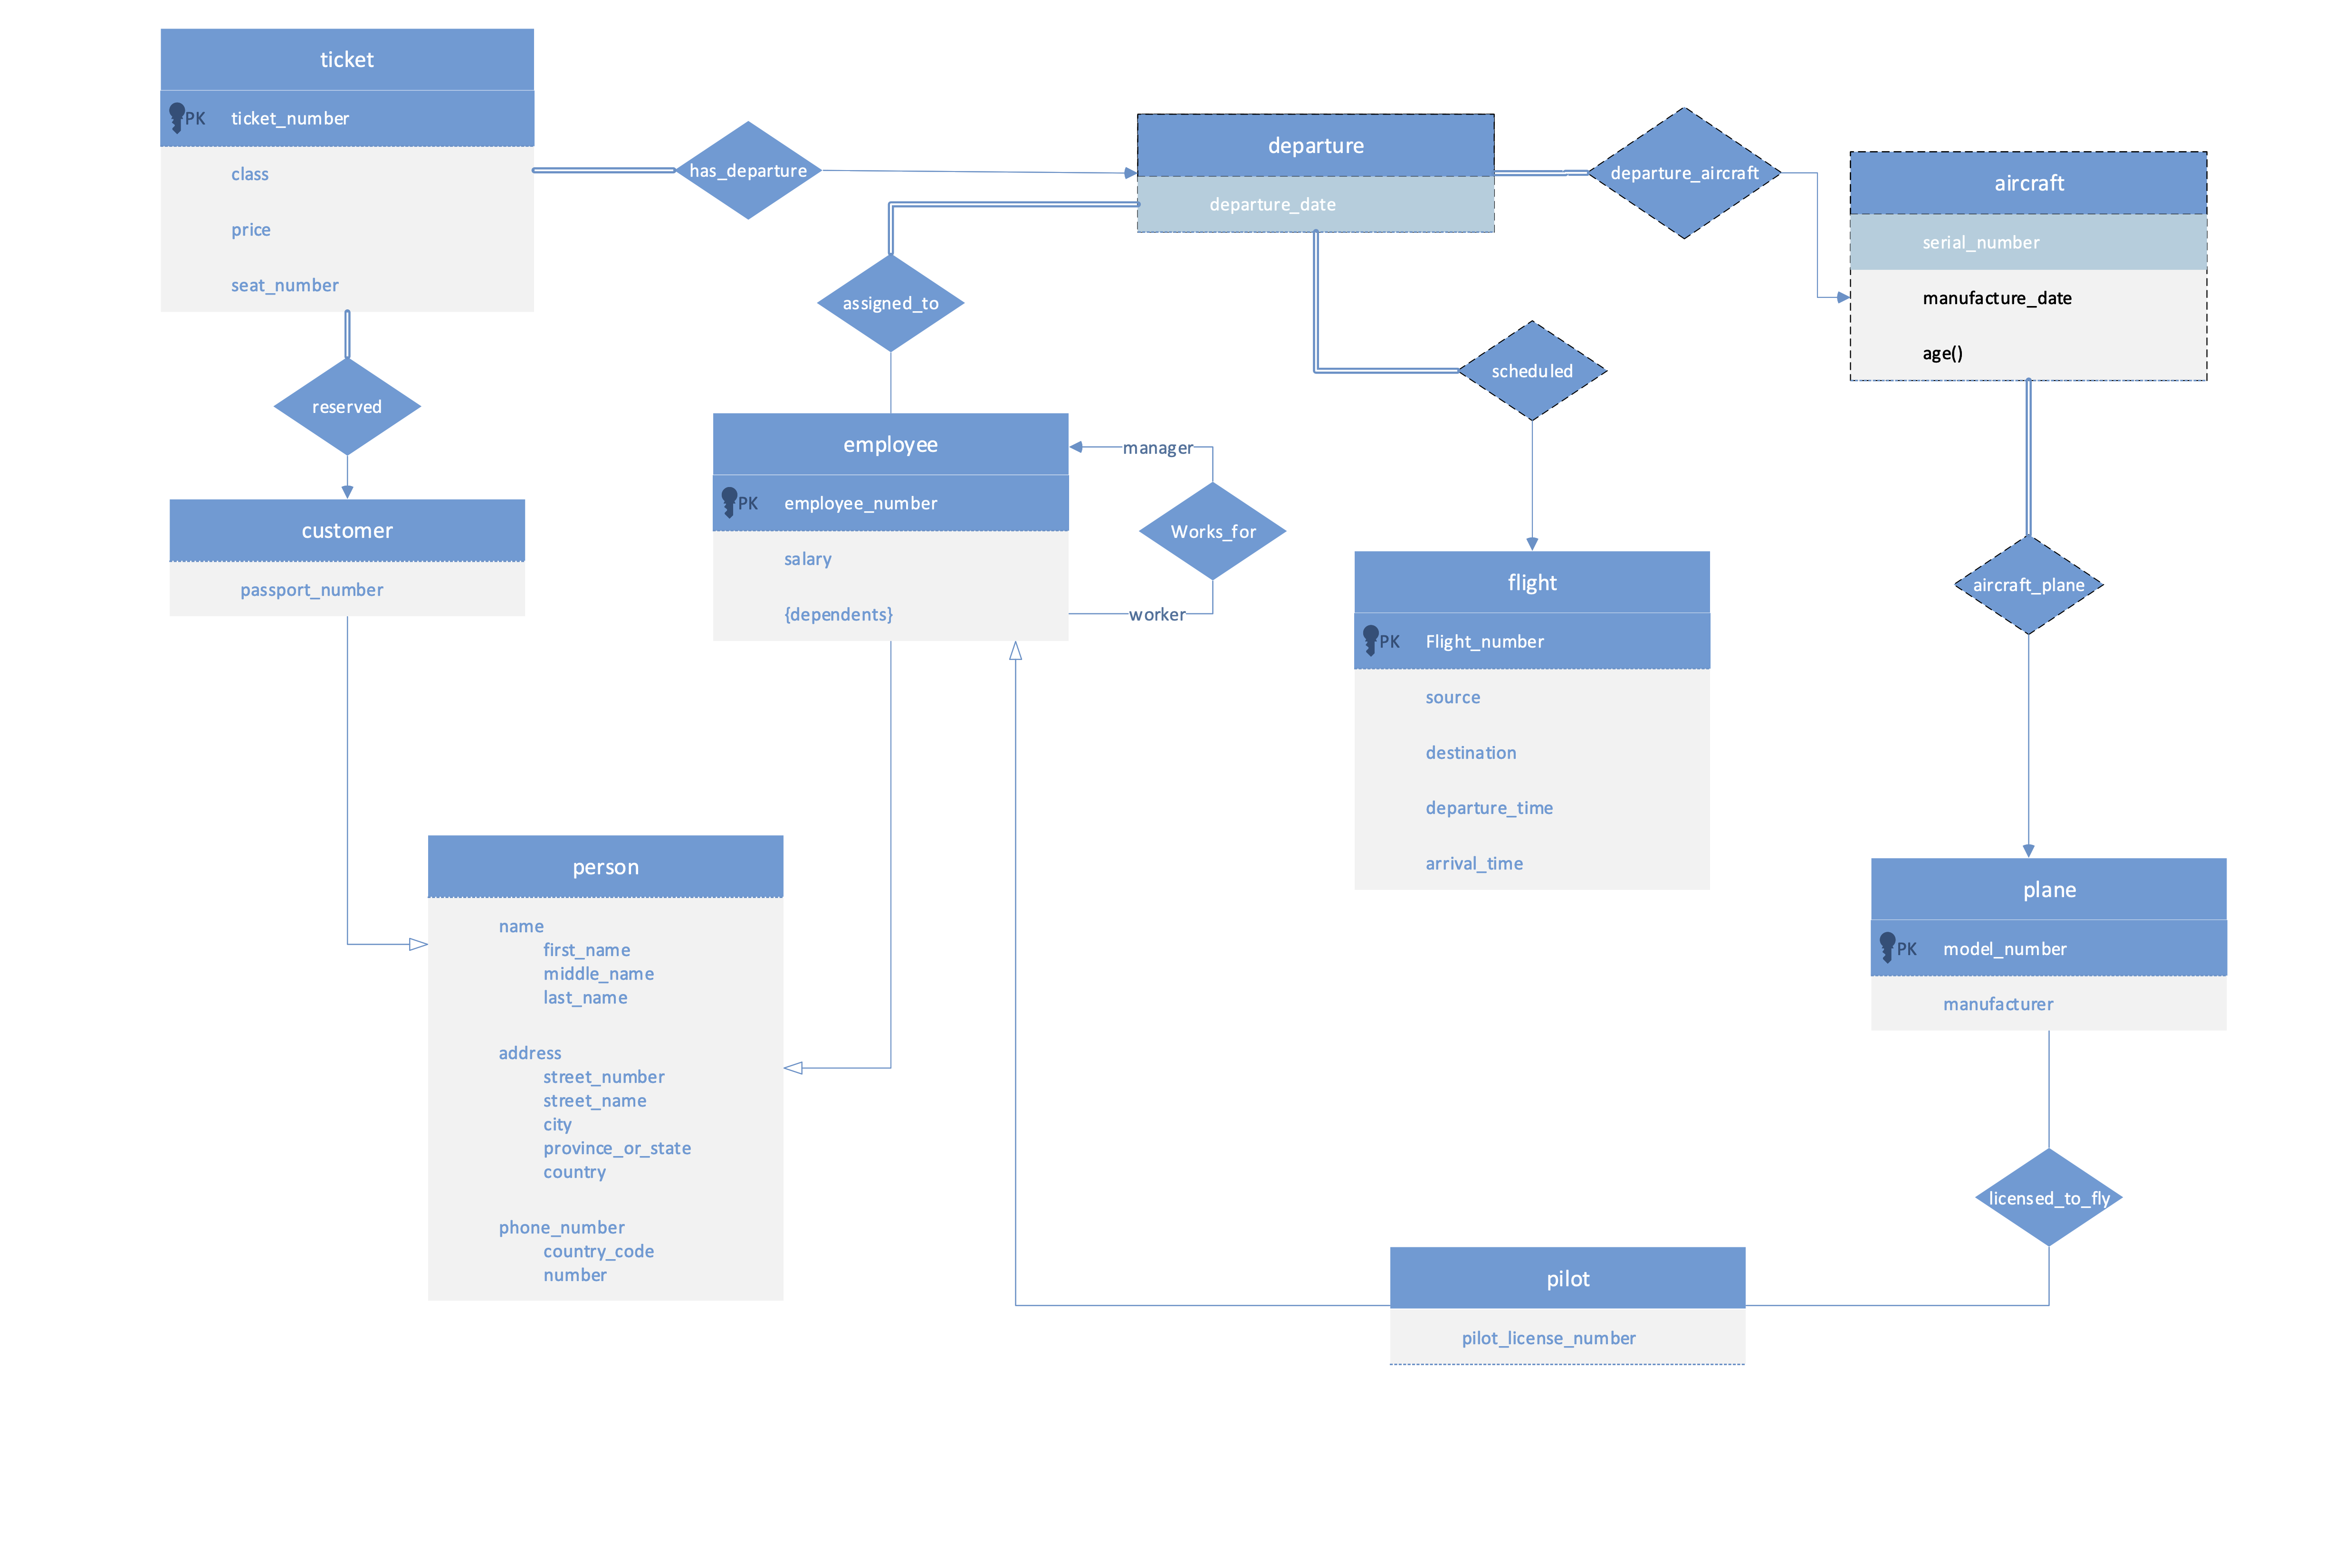 ticket
PK ticket_number
class
price
seat_number
has_departure
departure
departure_date
departure_aircraft
aircraft
serial_number
manufacture_date
age()
assigned_to
scheduled
reserved
customer
passport_number
employee
PK employee_number
salary
{dependents}
manager
Works_for
worker
flight
PK Flight_number
source
destination
departure_time
arrival_time
aircraft_plane
person
name
first_name
middle_name
last_name
address
street_number
street_name
city
province_or_state
country
phone_number
country_code
number
plane
PK model_number
manufacturer
licensed_to_fly
pilot
pilot_license_number